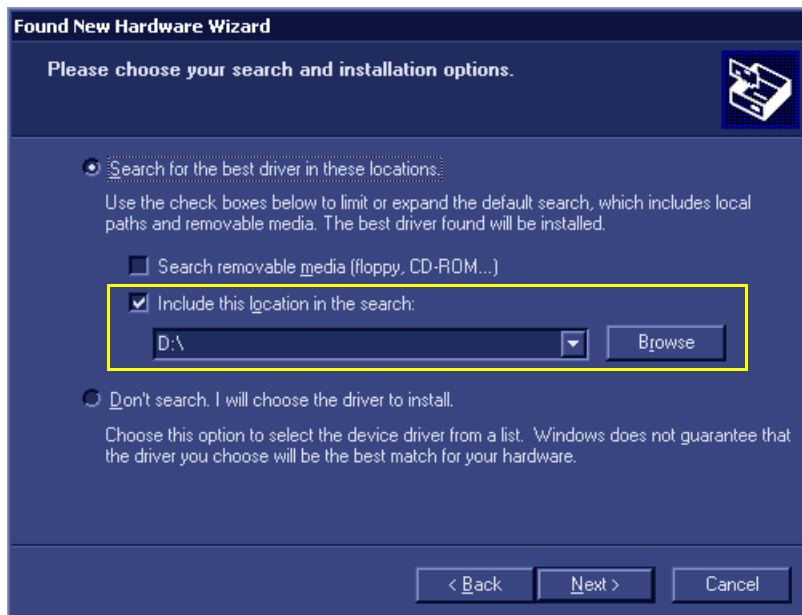 Found New Hardware Wizard
Please choose your search and installation options.
Search for the best driver in these locations.
Use the check boxes below to limit or expand the default search, which includes local
paths and removable media. The best driver found will be installed.
Search removable media (floppy, CD-ROM...)
Include this location in the search:
D:\
Browse
Don't search. I will choose the driver to install.
Choose this option to select the device driver from a list.  Windows does not guarantee that
the driver you choose will be the best match for your hardware.
< Back
Next >
Cancel